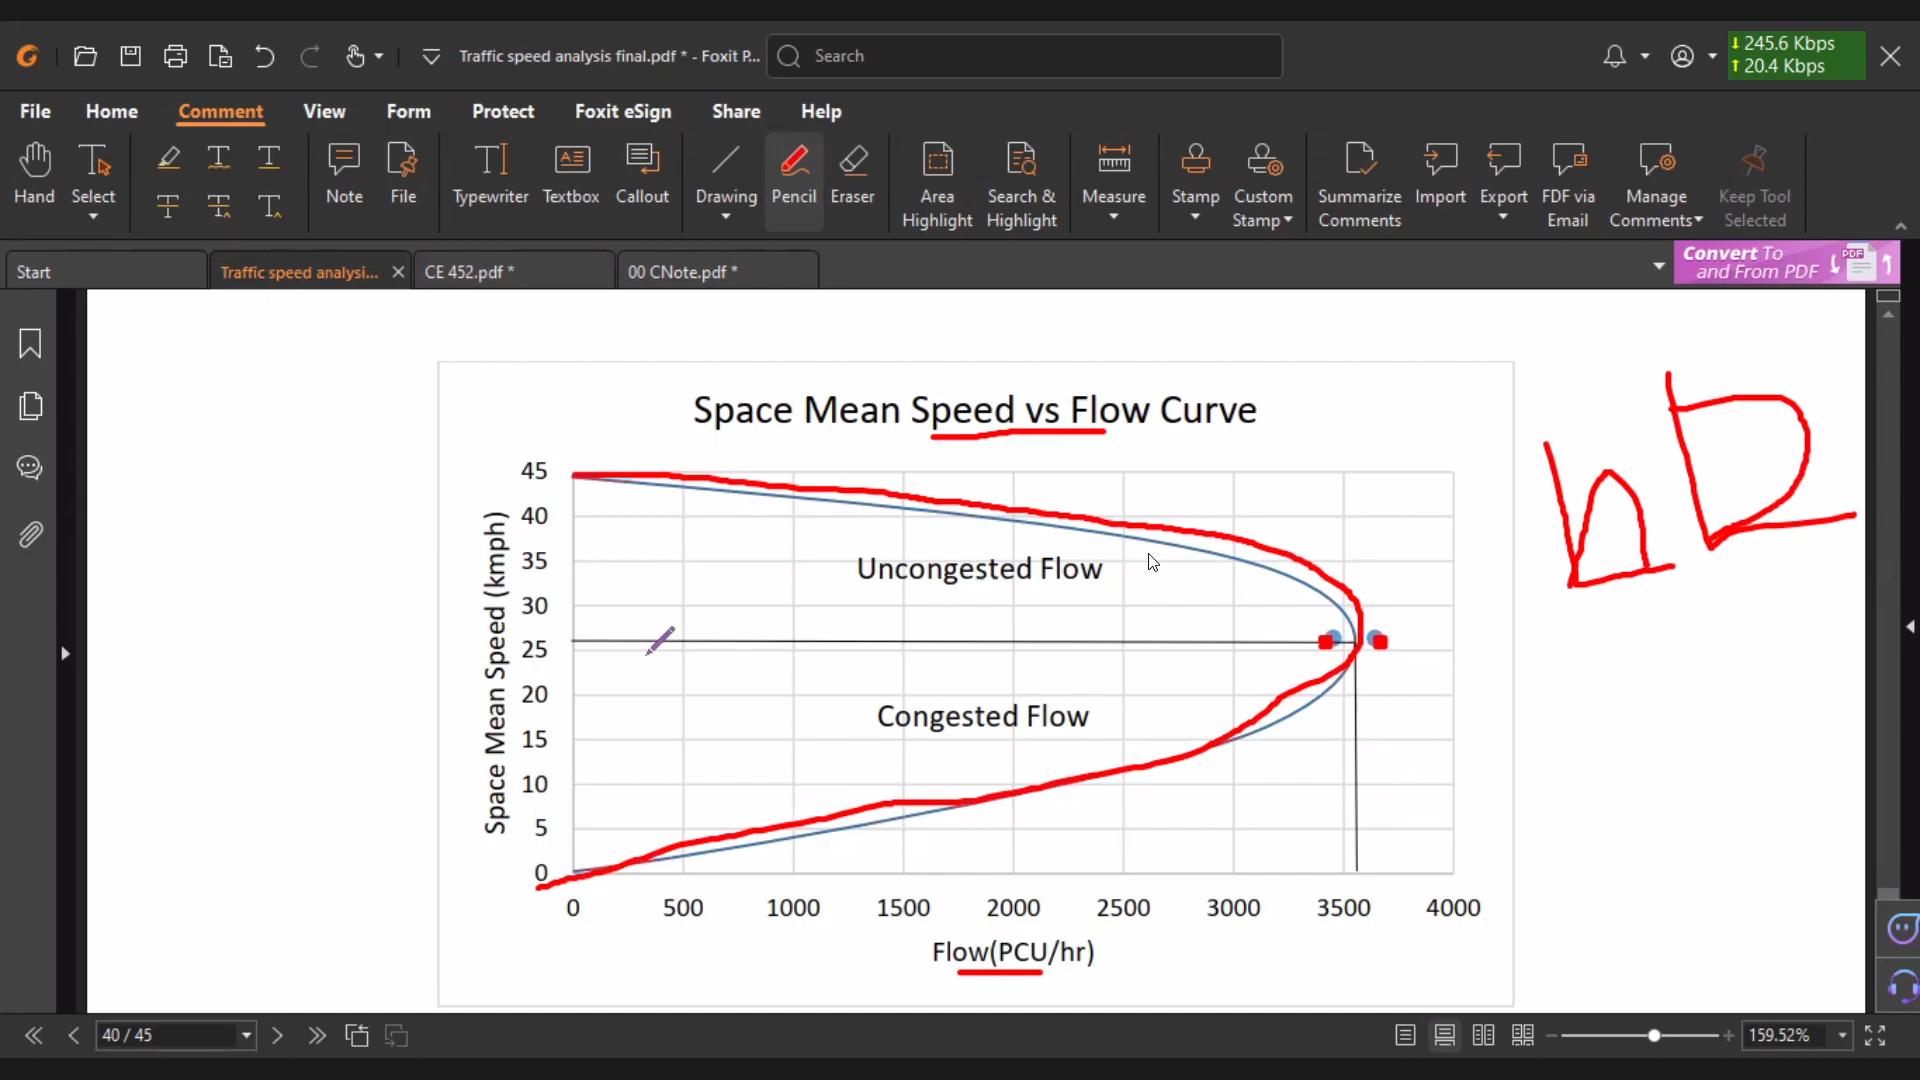 Traffic speed analysis final.pdf * - Foxit P...
Search
245.6 Kbps
20.4 Kbps
File Home Comment View Form Protect Foxit eSign Share Help
Hand Select Note File Typewriter Textbox Callout Drawing Pencil Eraser Area Highlight Search & Highlight Measure Stamp Custom Stamp Summarize Comments Import Export FDF via Email Manage Comments Keep Tool Selected
Start Traffic speed analysi... CE 452.pdf * 00 CNote.pdf *
Convert To
and From PDF
PDF
Space Mean Speed vs Flow Curve
Space Mean Speed (kmph)
45
40
35
30
25
20
15
10
5
0
Uncongested Flow
Congested Flow
0 500 1000 1500 2000 2500 3000 3500 4000
Flow(PCU/hr)
40 / 45
159.52%